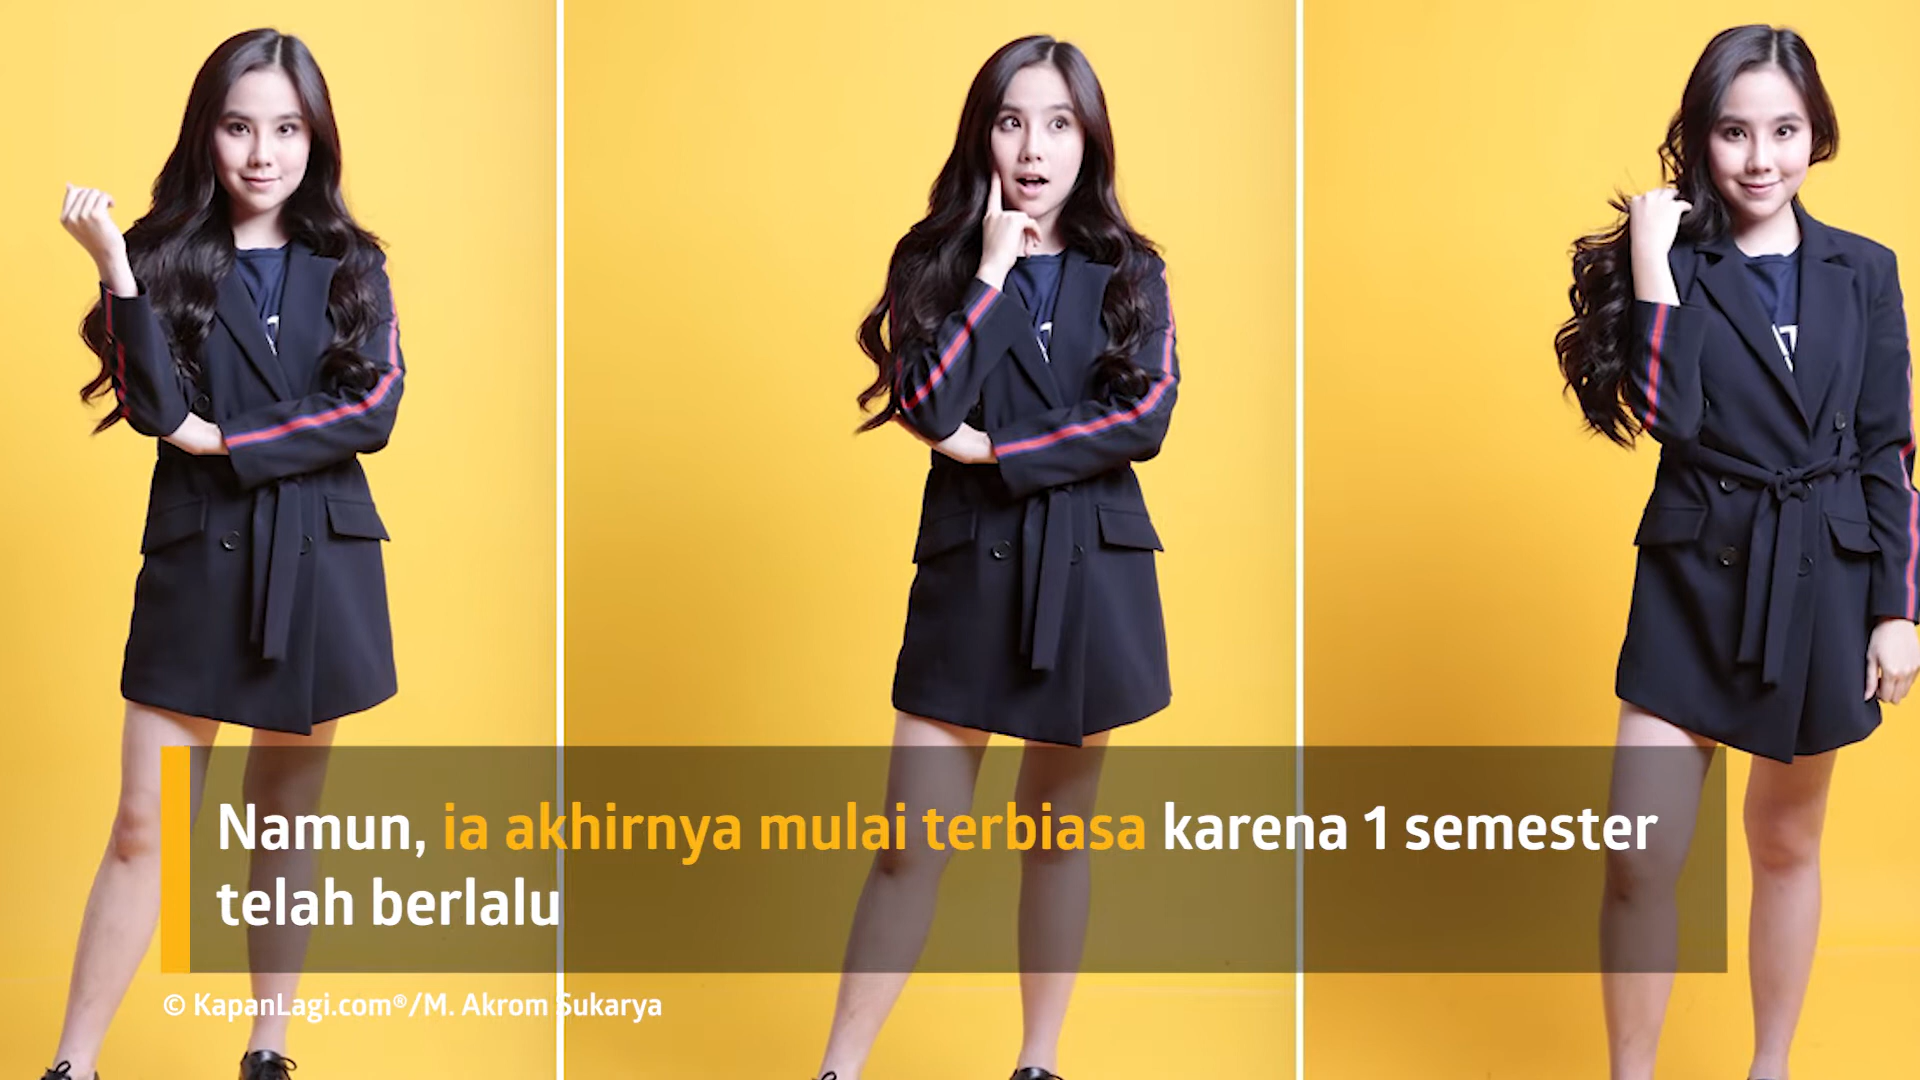 Namun, ia akhirnya mulai terbiasa karena 1 semester
telah berlalu
© KapanLagi.com®/M. Akrom Sukarya